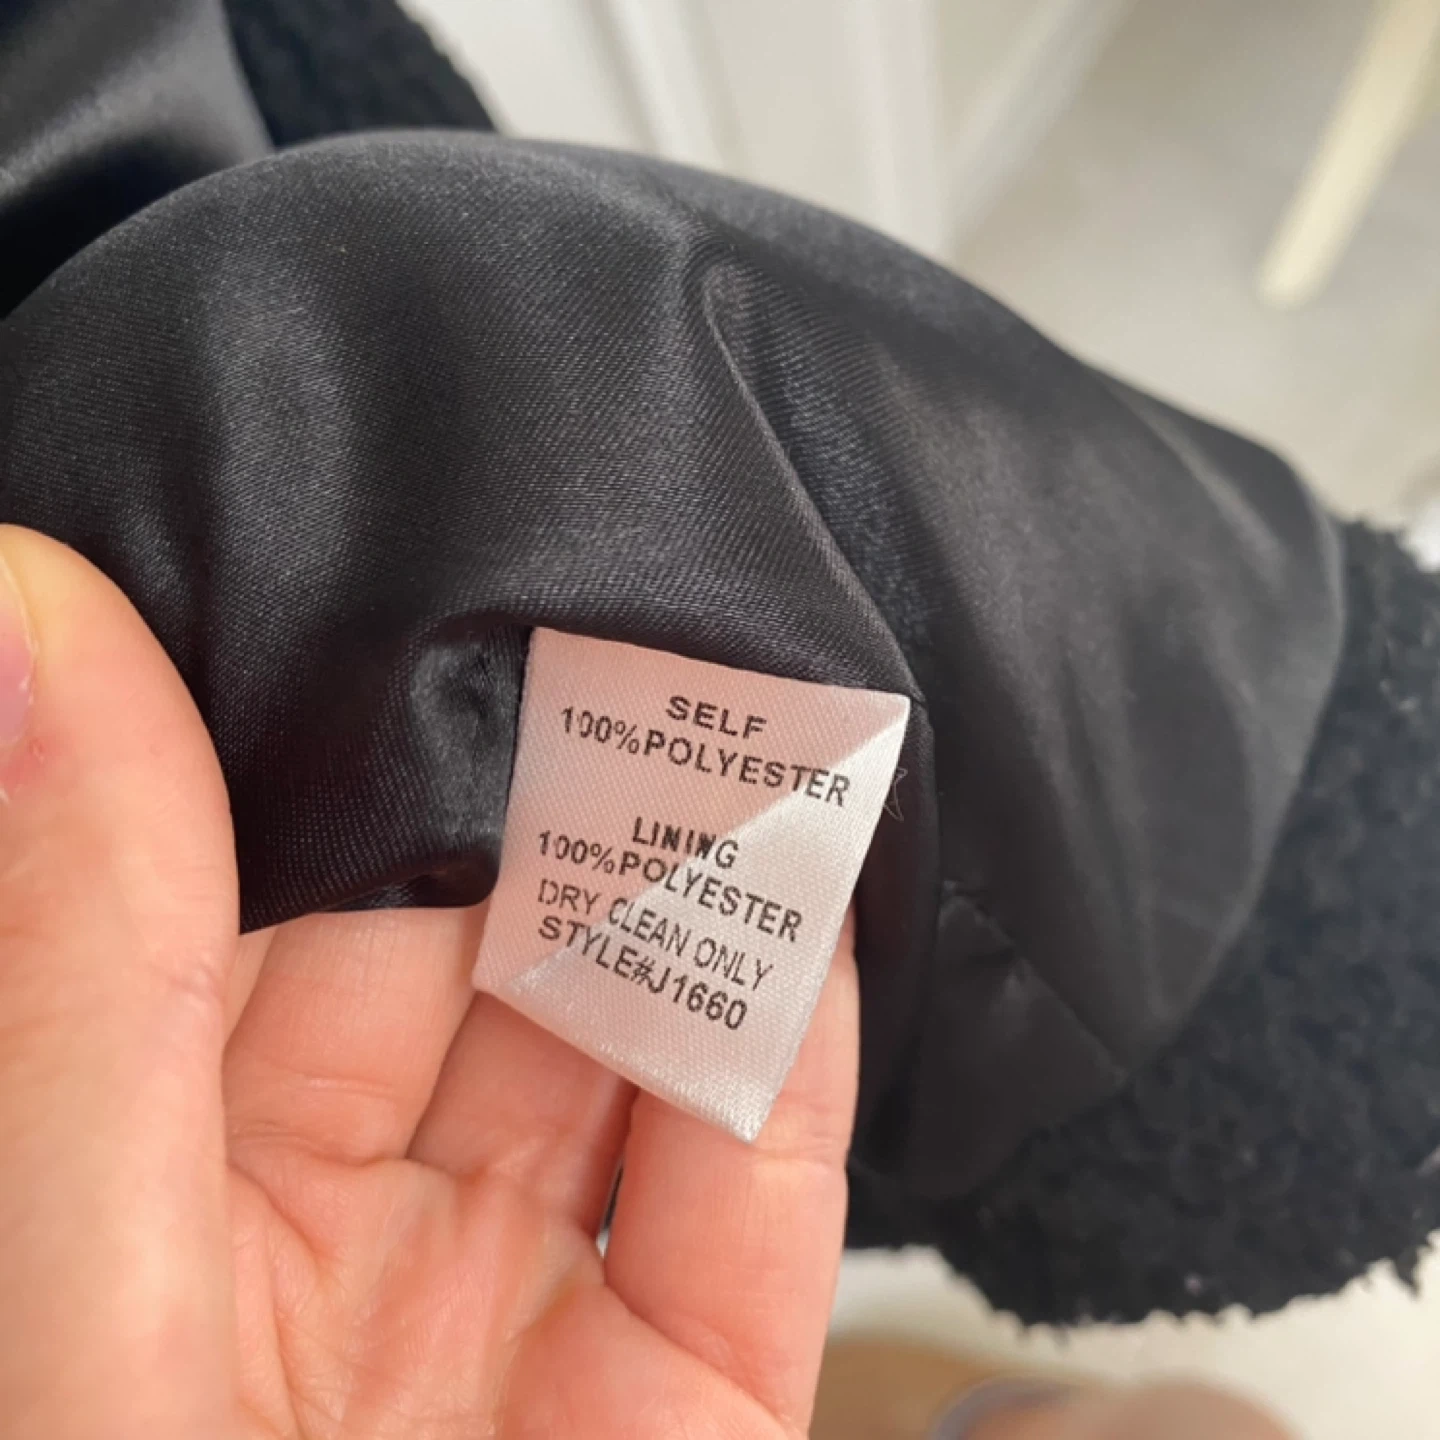 SELF
100%POLYESTER
LINING
100%POLYESTER
DRY CLEAN ONLY
STYLE#J1660